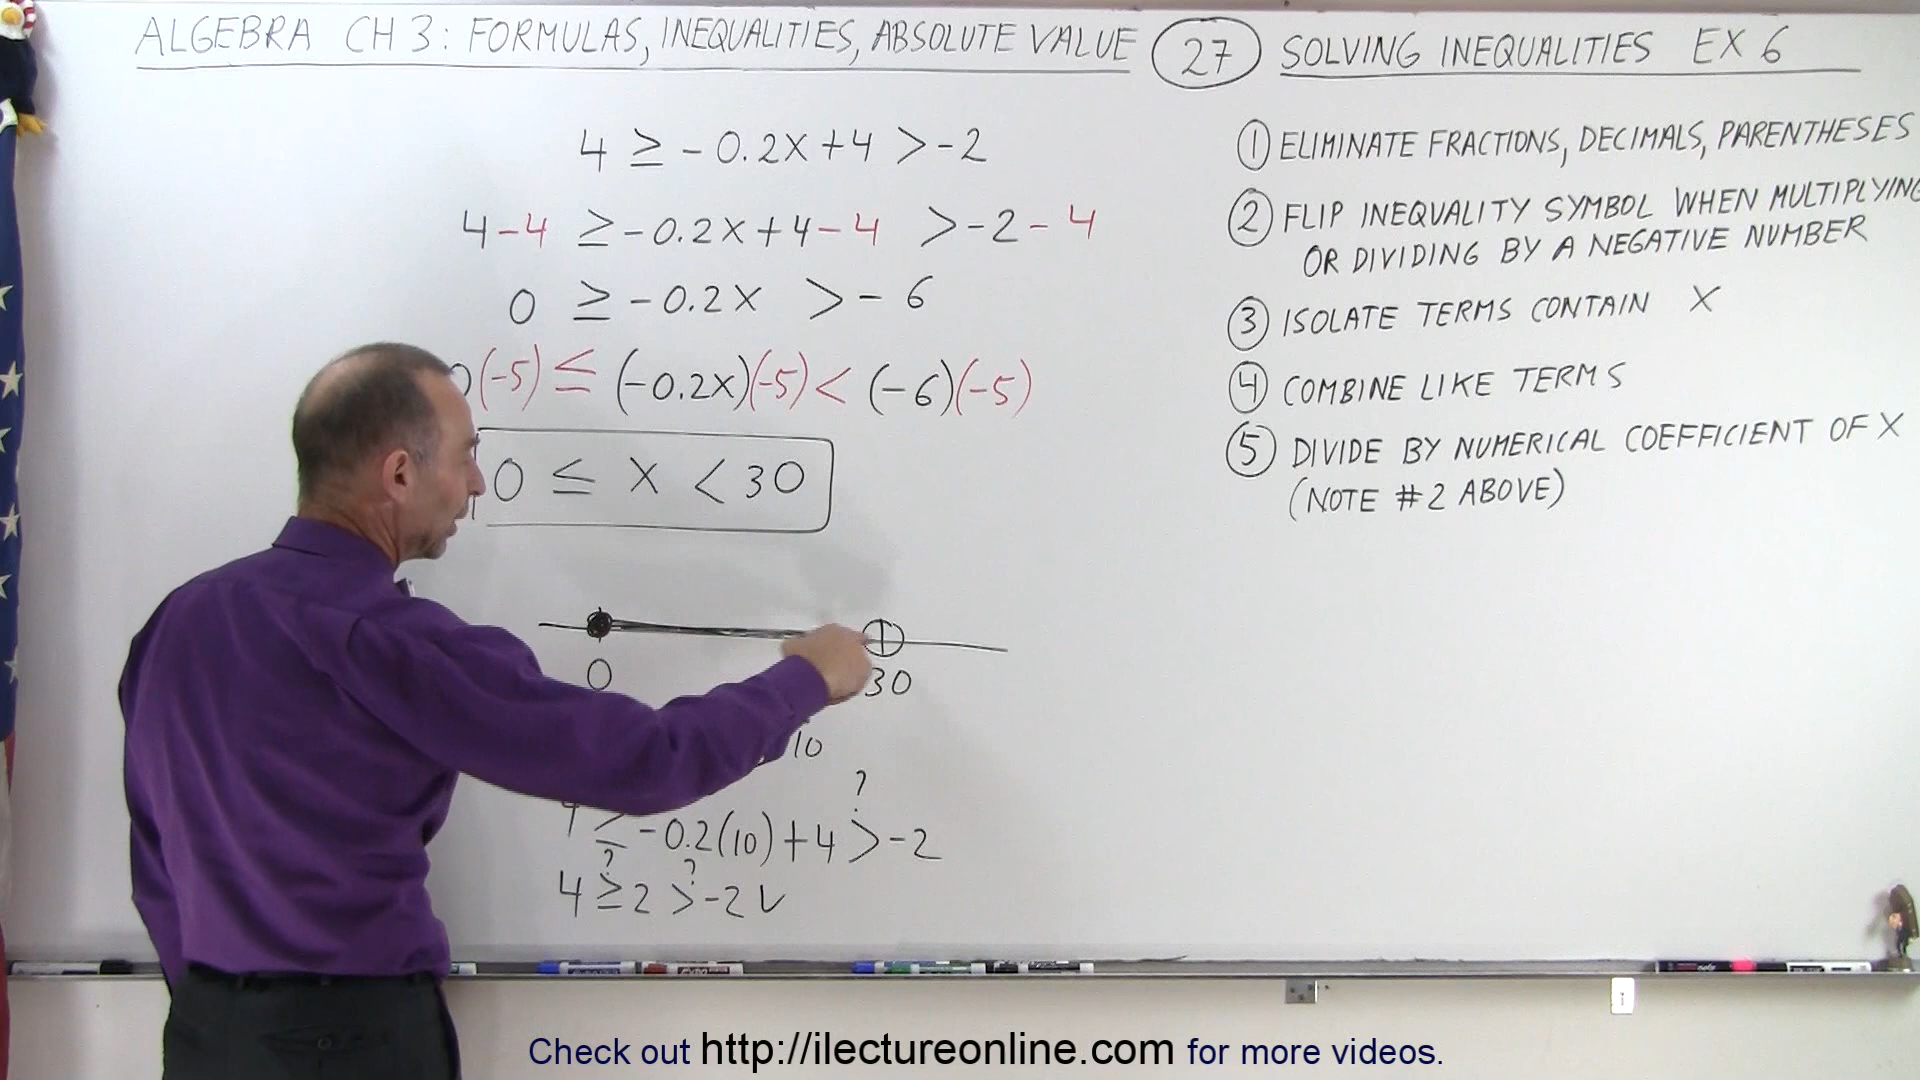 ALGEBRA CH 3: FORMULAS, INEQUALITIES, ABSOLUTE VALUE 27 SOLVING INEQUALITIES EX 6
4 ≥ -0.2X+4 > -2
4-4 ≥ -0.2X+4-4 > -2-4
0 ≥ -0.2X > -6
0(-5) ≤ (-0.2X)(-5) < (-6)(-5)
0 ≤ X < 30
0
30
10
4 ≥ -0.2(10)+4 > -2
?
4 ≥ 2 > -2 ✓
? ?
① ELIMINATE FRACTIONS, DECIMALS, PARENTHESES
② FLIP INEQUALITY SYMBOL WHEN MULTIPLYING
OR DIVIDING BY A NEGATIVE NUMBER
③ ISOLATE TERMS CONTAIN X
④ COMBINE LIKE TERMS
⑤ DIVIDE BY NUMERICAL COEFFICIENT OF X
(NOTE #2 ABOVE)
Check out http://ilectureonline.com for more videos.